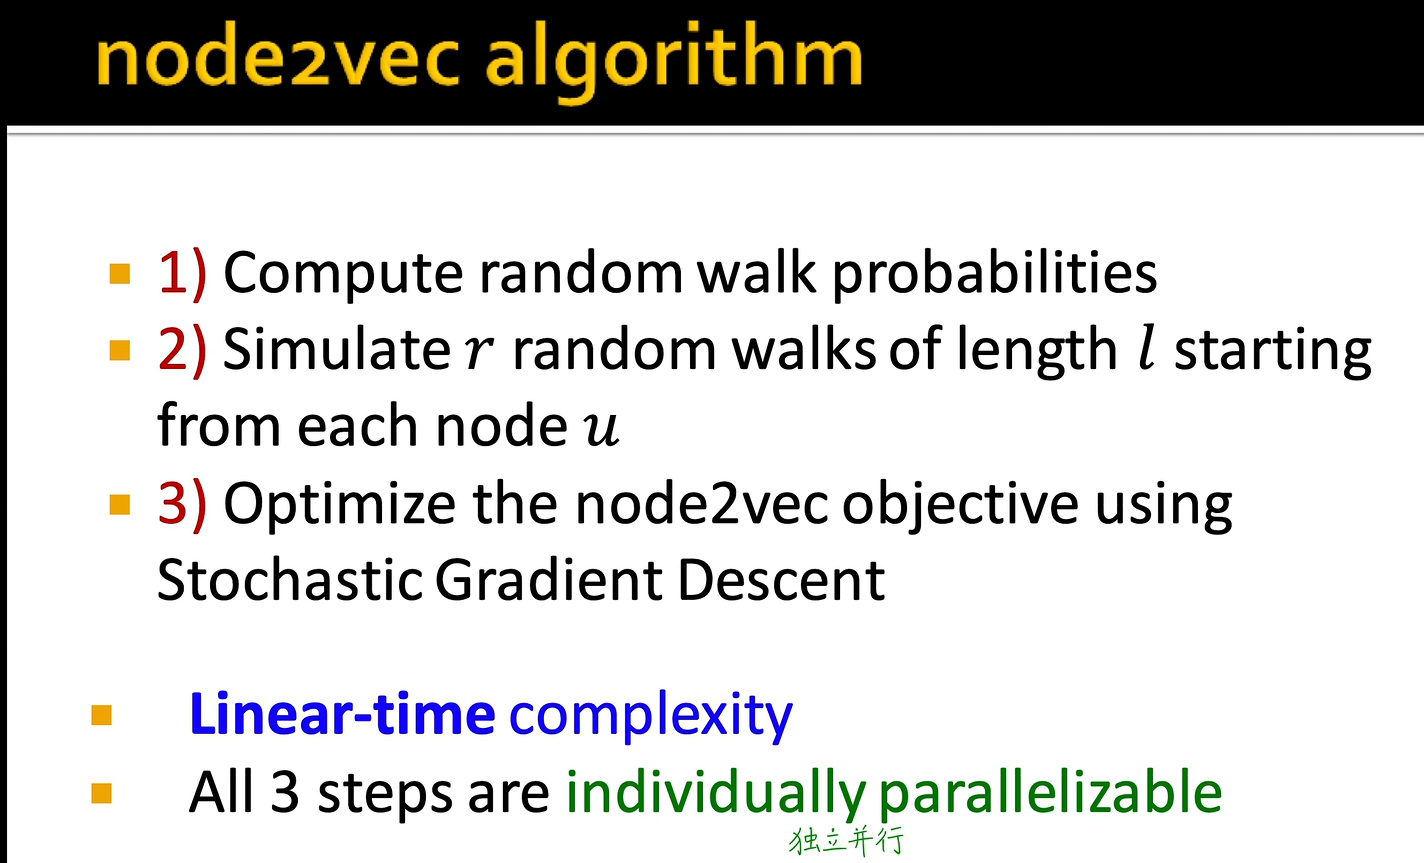 node2vec algorithm
1) Compute random walk probabilities
2) Simulate r random walks of length l starting
from each node u
3) Optimize the node2vec objective using
Stochastic Gradient Descent
Linear-time complexity
All 3 steps are individually parallelizable
独立并行